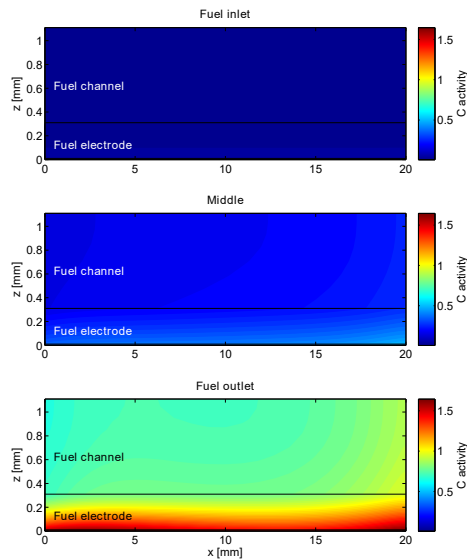 Fuel inlet
1
0.8
0.6
0.4
0.2
0
z [mm]
Fuel channel
Fuel electrode
0
5
10
15
20
1.5
1
0.5
C activity
Middle
1
0.8
0.6
0.4
0.2
0
z [mm]
Fuel channel
Fuel electrode
0
5
10
15
20
1.5
1
0.5
C activity
Fuel outlet
1
0.8
0.6
0.4
0.2
0
z [mm]
Fuel channel
Fuel electrode
0
5
10
15
20
x [mm]
1.5
1
0.5
C activity